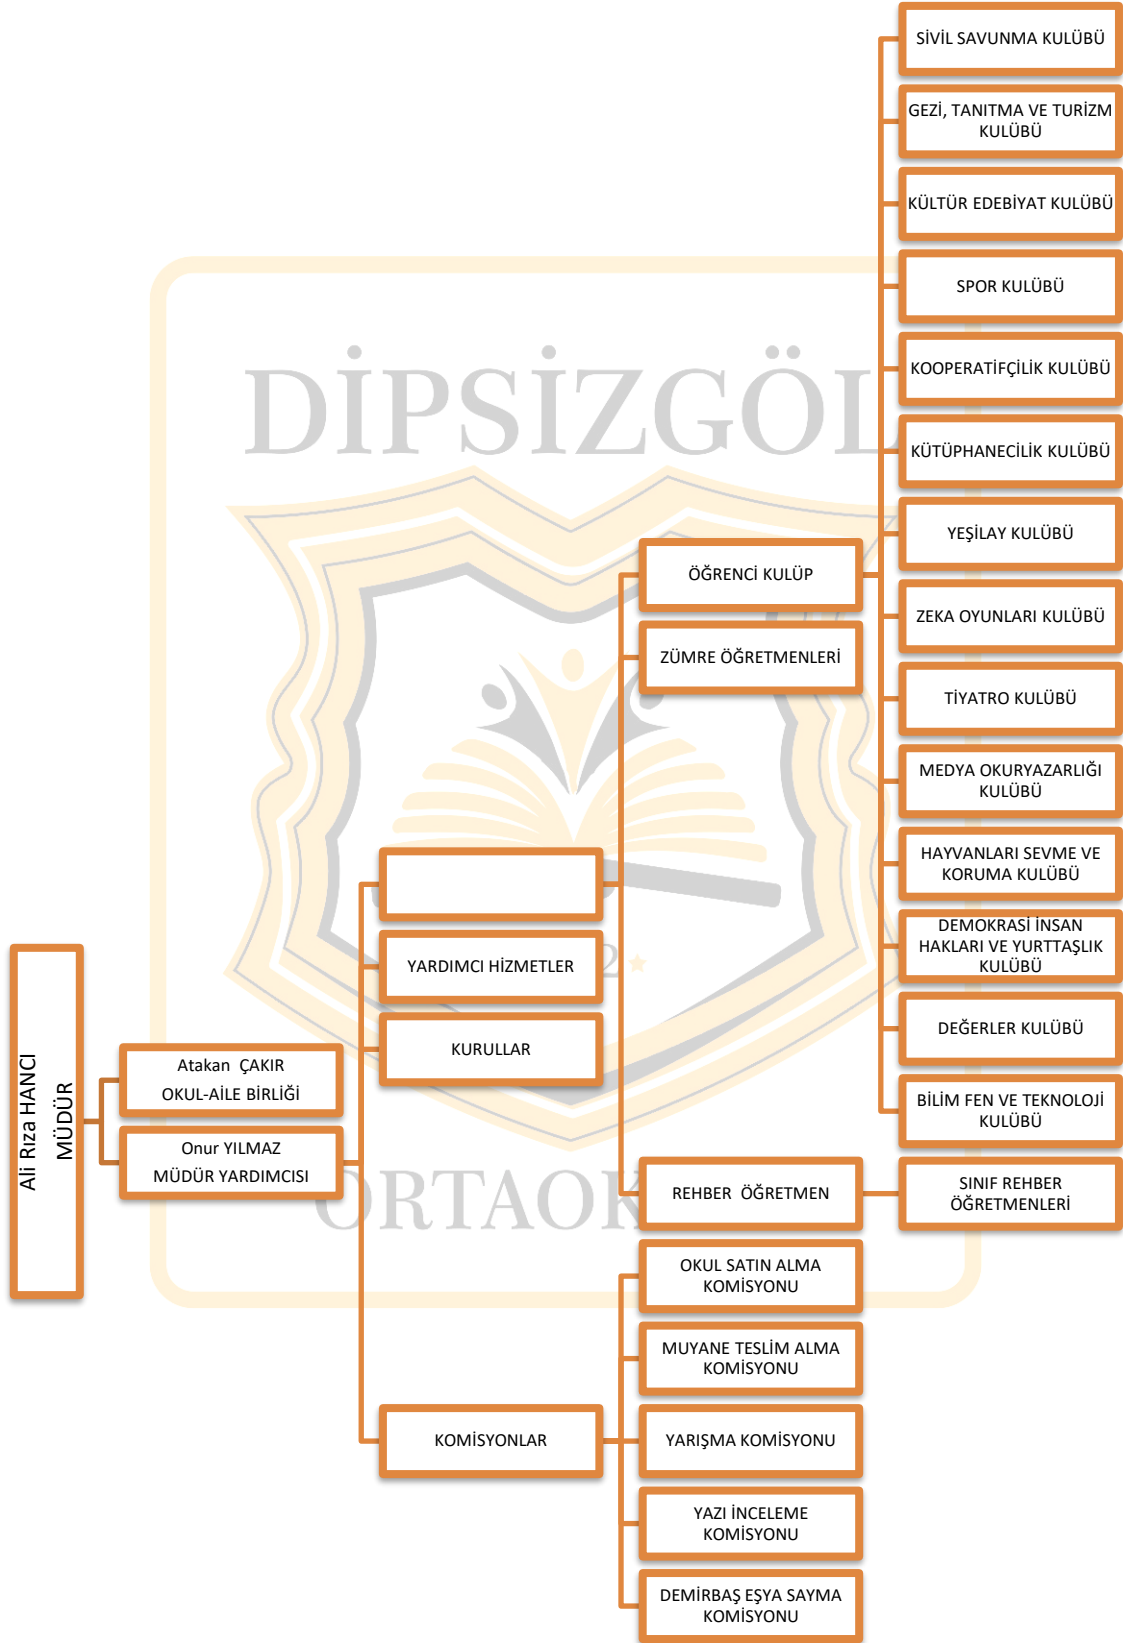 SİVİL SAVUNMA KULÜBÜ
GEZİ, TANITMA VE TURİZM
KULÜBÜ
KÜLTÜR EDEBİYAT KULÜBÜ
SPOR KULÜBÜ
KOOPERATİFÇİLİK KULÜBÜ
KÜTÜPHANECİLİK KULÜBÜ
YEŞİLAY KULÜBÜ
ZEKA OYUNLARI KULÜBÜ
TİYATRO KULÜBÜ
MEDYA OKURYAZARLIĞI
KULÜBÜ
HAYVANLARI SEVME VE
KORUMA KULÜBÜ
DEMOKRASİ İNSAN
HAKLARI VE YURTTAŞLIK
KULÜBÜ
DEĞERLER KULÜBÜ
BİLİM FEN VE TEKNOLOJİ
KULÜBÜ
DİPSİZGÖL
ÖĞRENCİ KULÜP
ZÜMRE ÖĞRETMENLERİ
YARDIMCI HİZMETLER
2
KURULLAR
Ali Rıza HANCI
MÜDÜR
Atakan ÇAKIR
OKUL-AİLE BİRLİĞİ
Onur YILMAZ
MÜDÜR YARDIMCISI
REHBER ÖĞRETMEN
SINIF REHBER
ÖĞRETMENLERİ
ORTAOK
OKUL SATIN ALMA
KOMİSYONU
MUYANE TESLİM ALMA
KOMİSYONU
KOMİSYONLAR
YARIŞMA KOMİSYONU
YAZI İNCELEME
KOMİSYONU
DEMİRBAŞ EŞYA SAYMA
KOMİSYONU